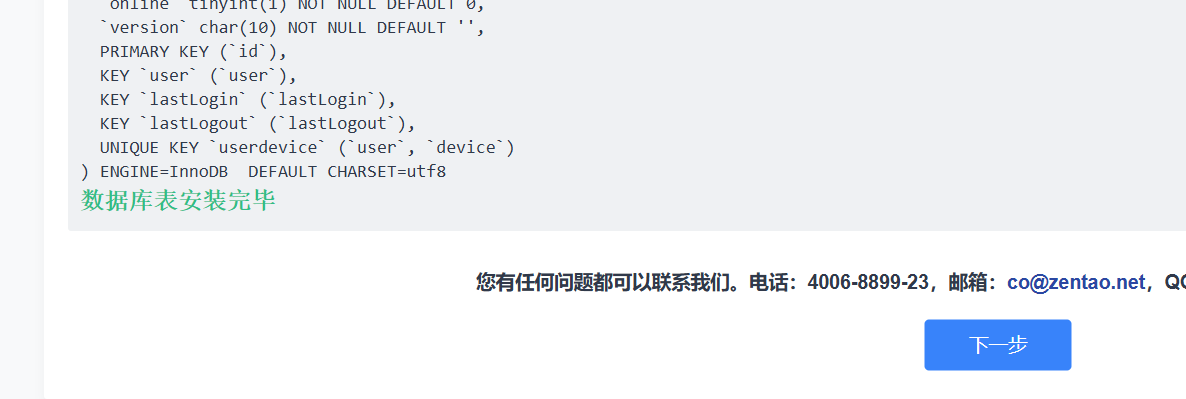 `online` tinyint(1) NOT NULL DEFAULT 0,
`version` char(10) NOT NULL DEFAULT '',
PRIMARY KEY (`id`),
KEY `user` (`user`),
KEY `lastLogin` (`lastLogin`),
KEY `lastLogout` (`lastLogout`),
UNIQUE KEY `userdevice` (`user`, `device`)
) ENGINE=InnoDB  DEFAULT CHARSET=utf8
数据库表安装完毕
您有任何问题都可以联系我们。电话：4006-8899-23，邮箱：co@zentao.net，QQ
下一步